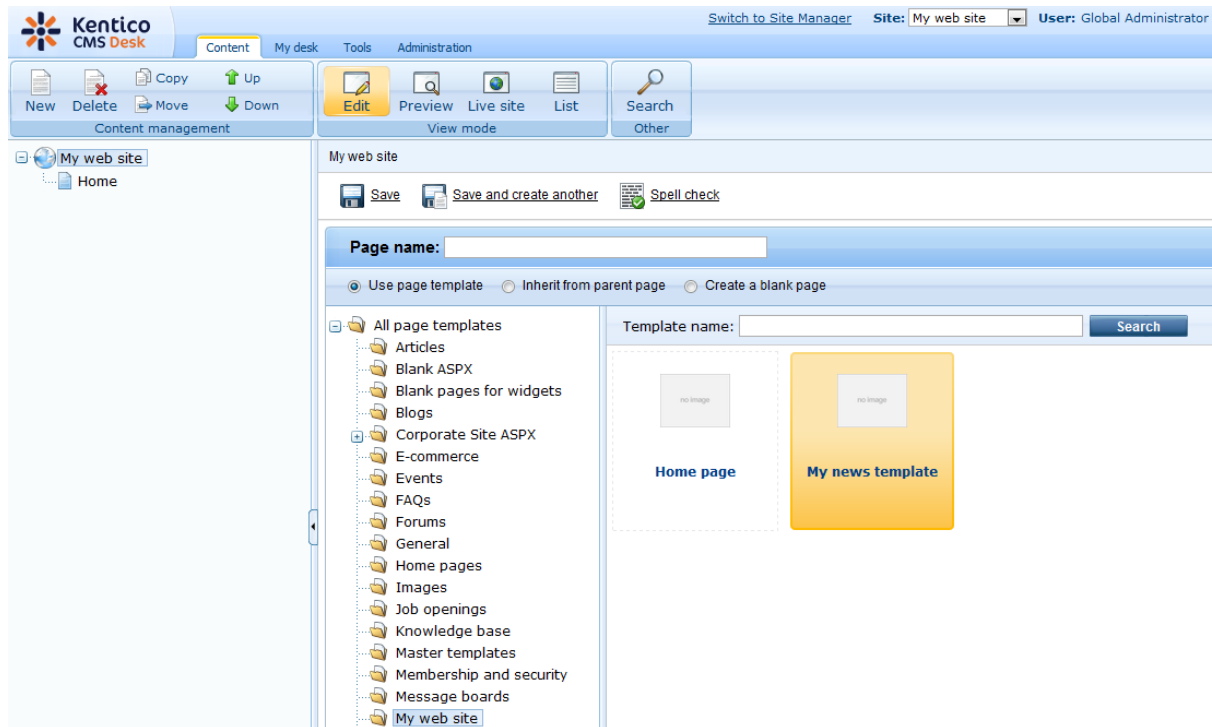 Kentico
CMS Desk
Switch to Site Manager Site: My web site User: Global Administrator
Content My desk Tools Administration
New Delete Copy Move Up Down
Content management
Edit Preview Live site List
View mode
Search
Other
My web site
Home
My web site
Save Save and create another Spell check
Page name:
Use page template Inherit from parent page Create a blank page
All page templates
Articles
Blank ASPX
Blank pages for widgets
Blogs
Corporate Site ASPX
E-commerce
Events
FAQs
Forums
General
Home pages
Images
Job openings
Knowledge base
Master templates
Membership and security
Message boards
My web site
Template name: Search
no image no image
Home page My news template